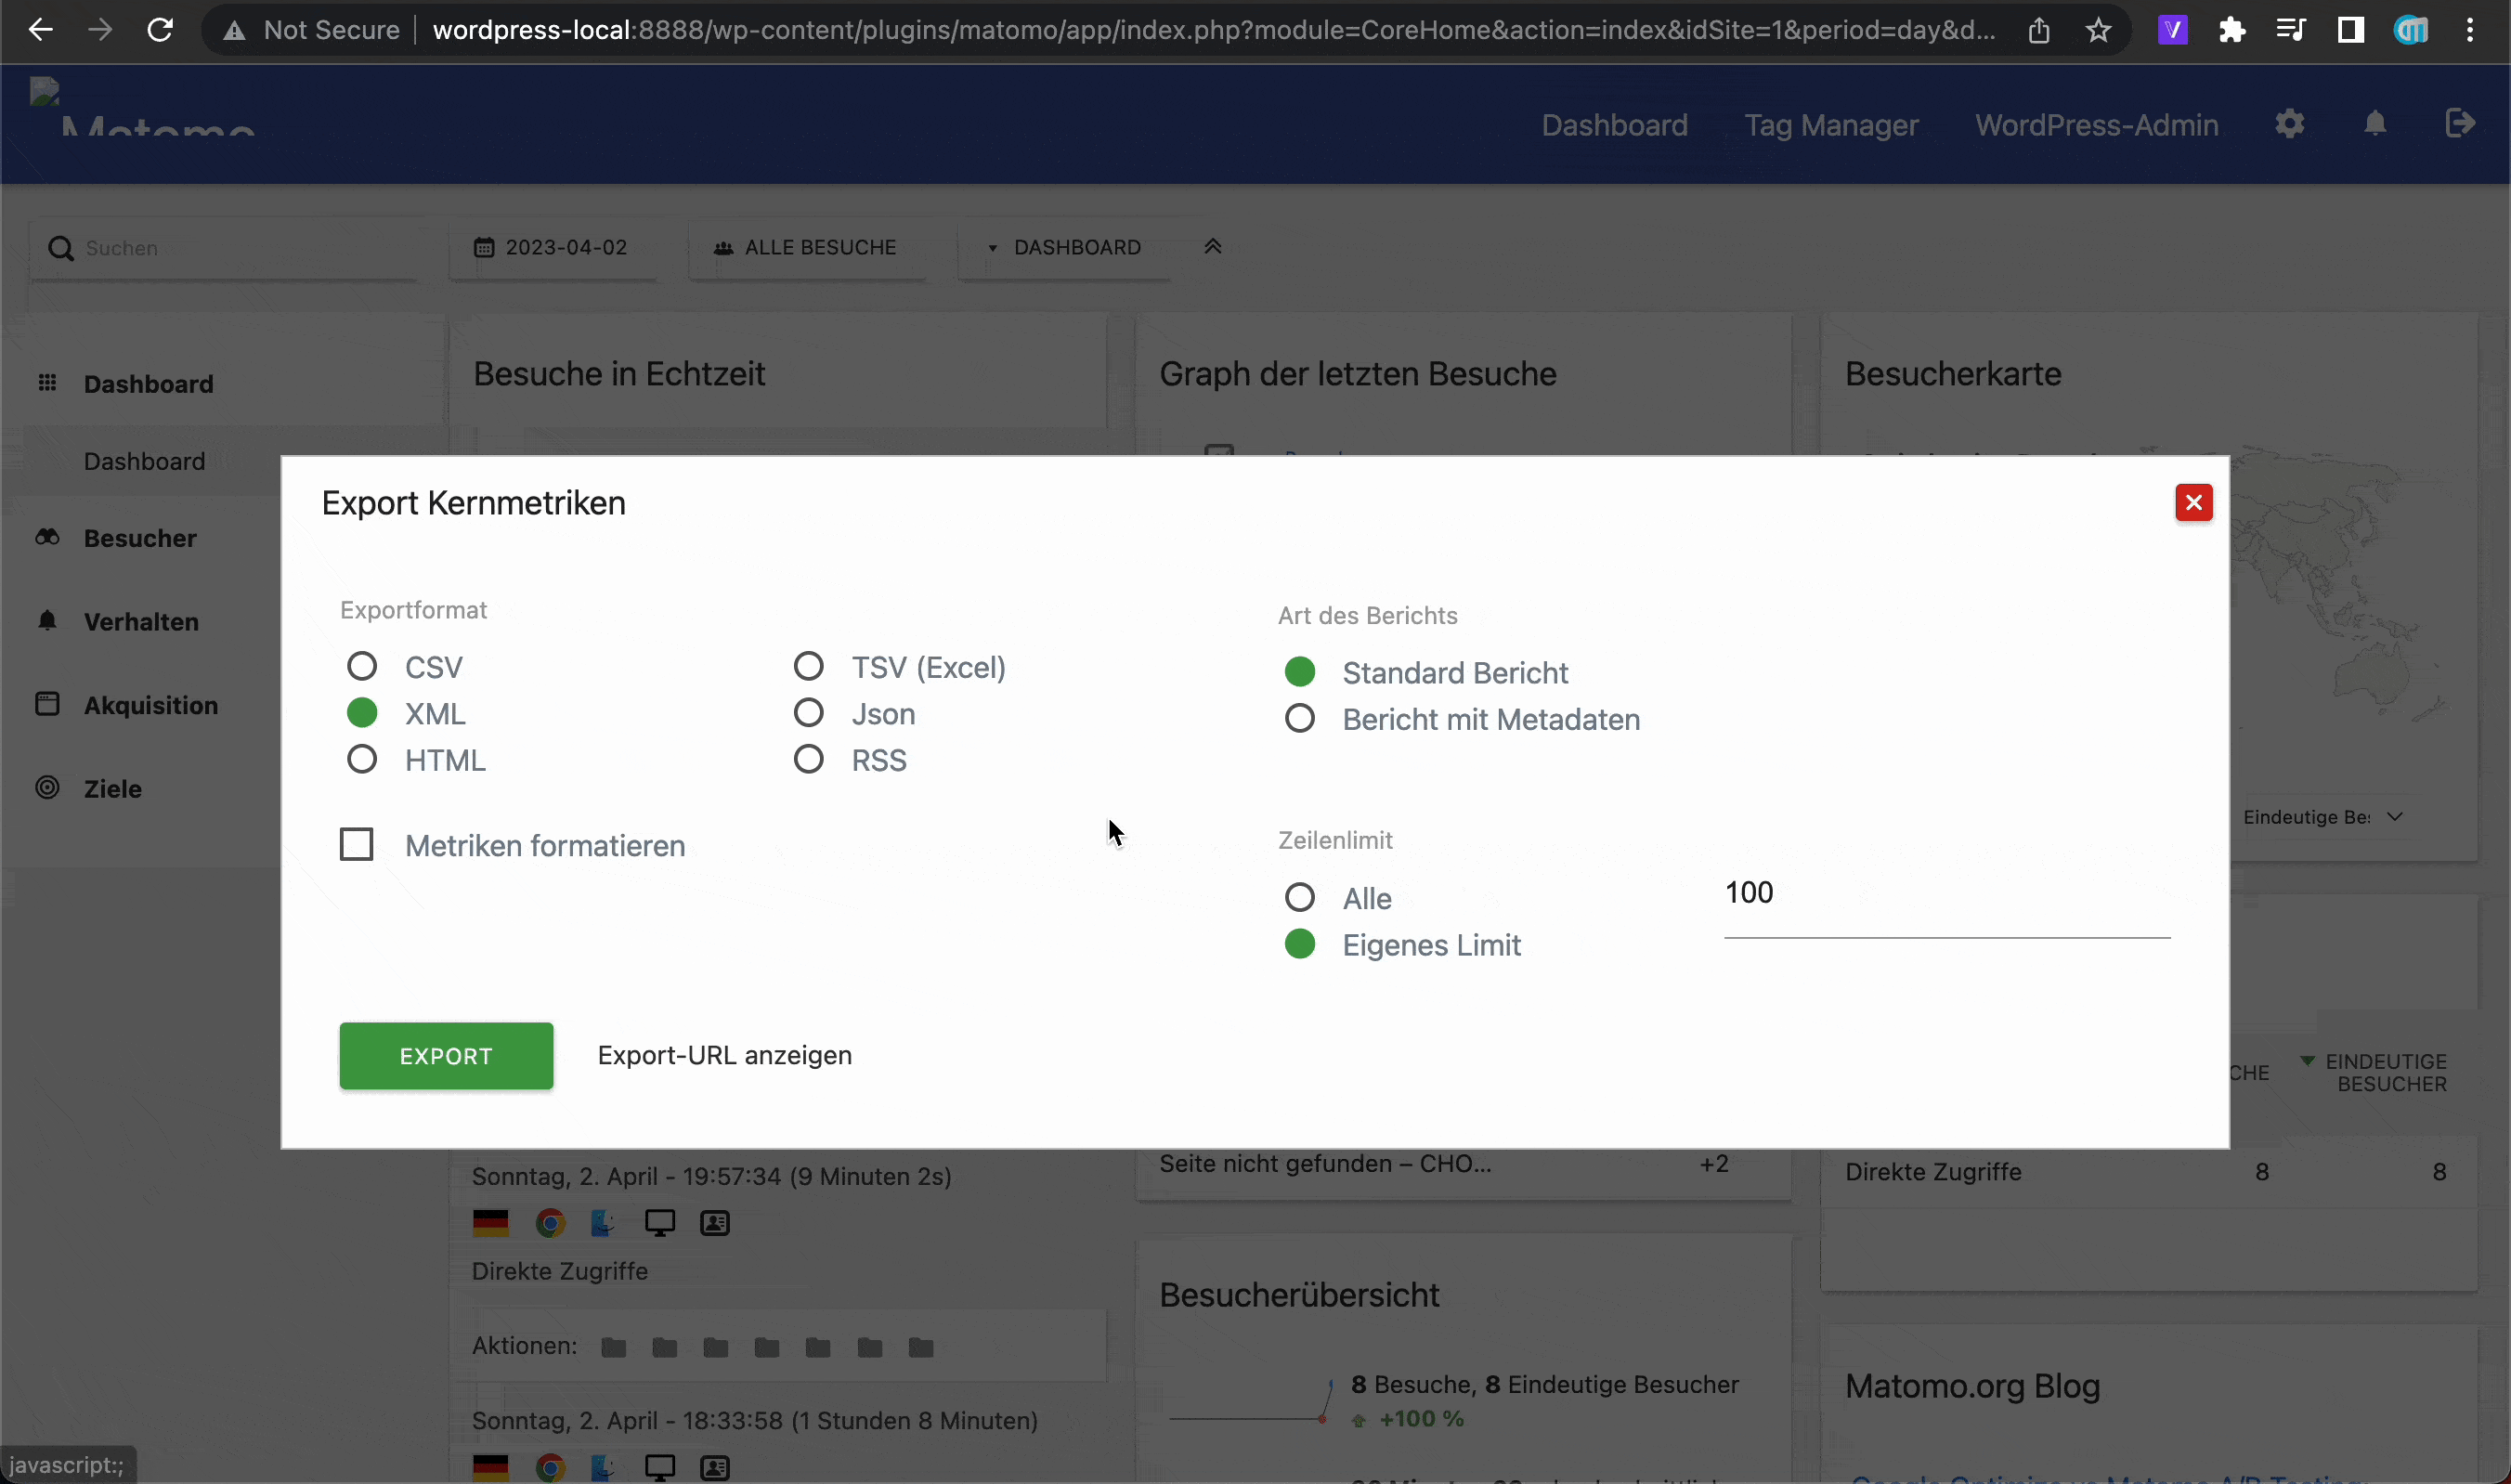 Not Secure wordpress-local:8888/wp-content/plugins/matomo/app/index.php?module=CoreHome&action=index&idSite=1&period=day&d...
Matomo
Dashboard Tag Manager WordPress-Admin
Suchen 2023-04-02 ALLE BESUCHE DASHBOARD
Dashboard
Dashboard
Besucher
Verhalten
Akquisition
Ziele
Besuche in Echtzeit
Graph der letzten Besuche
Besucherkarte
Export Kernmetriken
Exportformat
CSV
XML
HTML
TSV (Excel)
Json
RSS
Metriken formatieren
Art des Berichts
Standard Bericht
Bericht mit Metadaten
Zeilenlimit
Alle
Eigenes Limit
100
EXPORT Export-URL anzeigen
Eindeutige Be
CHE EINDEUTIGE
BESUCHER
Direkte Zugriffe 8 8
Seite nicht gefunden – CHO... +2
Sonntag, 2. April - 19:57:34 (9 Minuten 2s)
Direkte Zugriffe
Aktionen:
Sonntag, 2. April - 18:33:58 (1 Stunden 8 Minuten)
Besucherübersicht
8 Besuche, 8 Eindeutige Besucher
+100 %
Matomo.org Blog
Google Optimize vs Matomo A/B Testing:
javascript:;